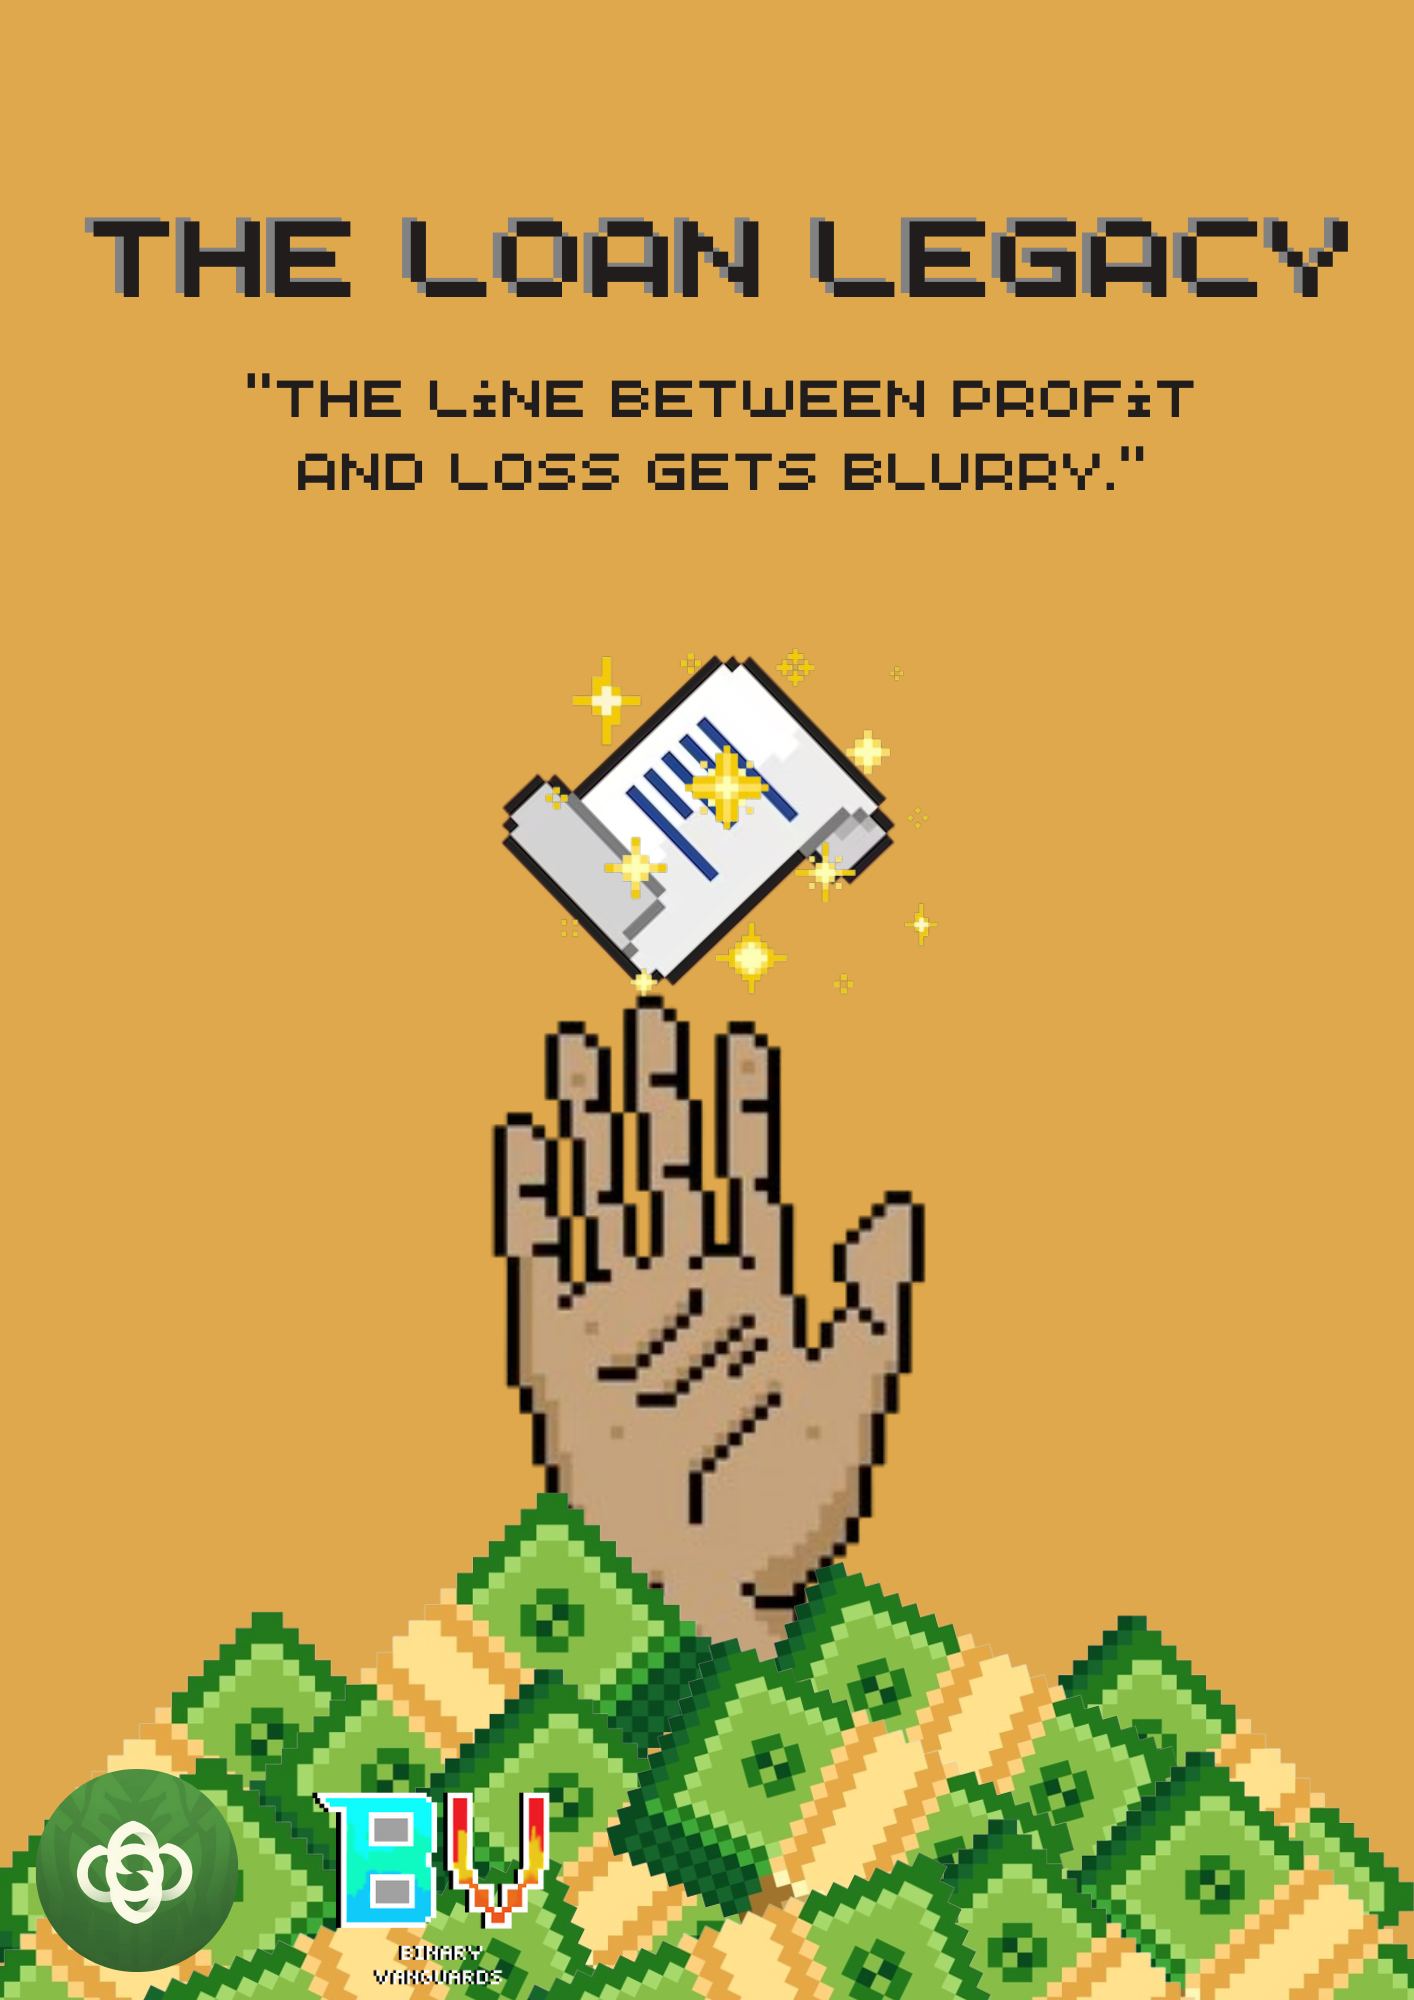 THE LOAN LEGACY
"THE LiNE BETWEEN PROFiT
AND LOSS GETS BLURRY."
BV
BINARY
VANGUARDS